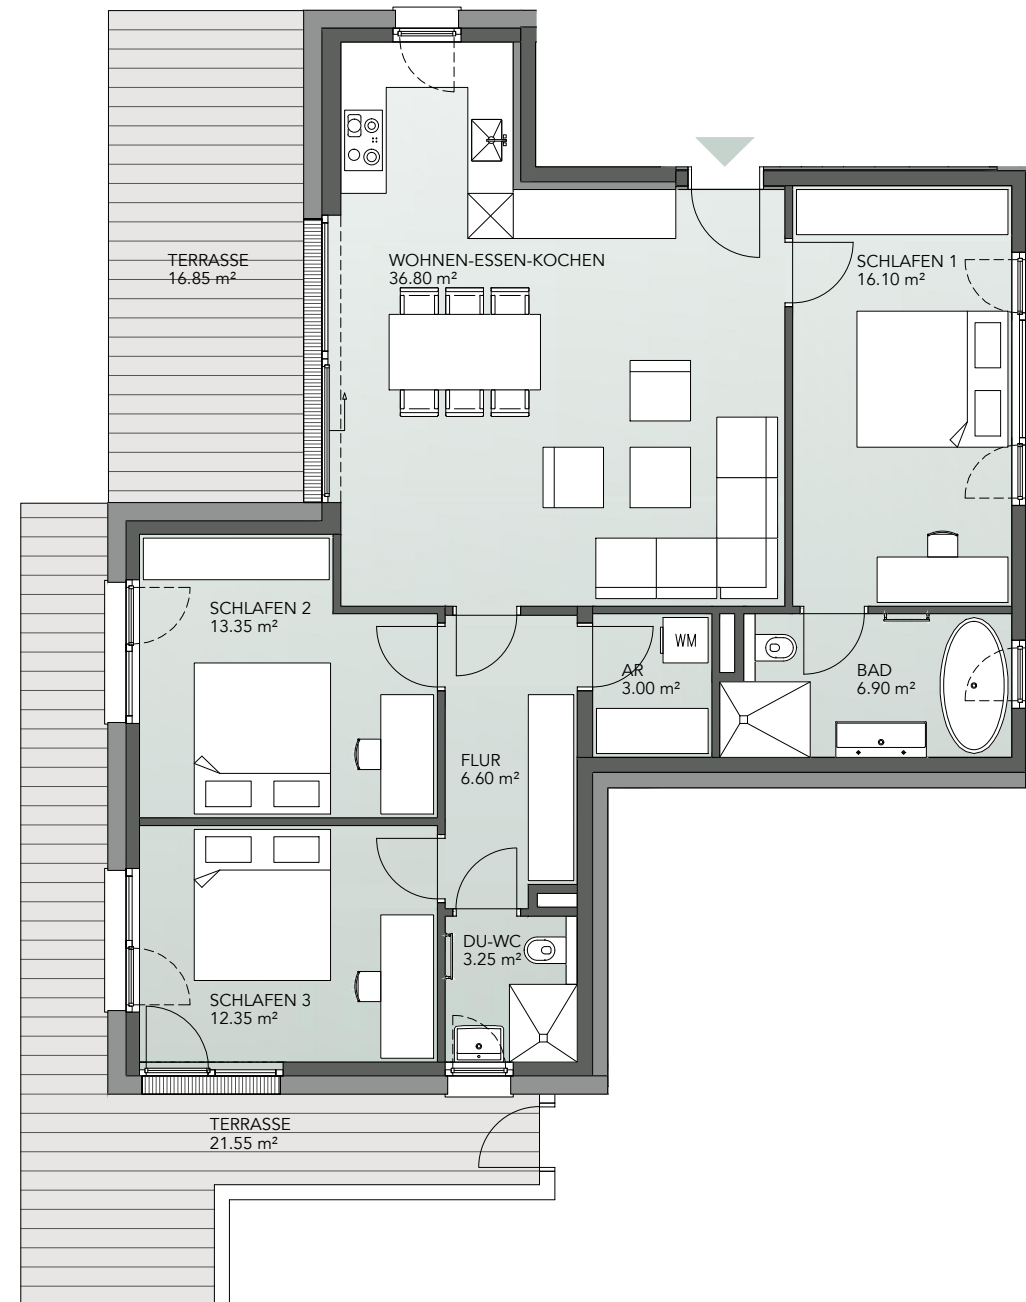 TERRASSE
16.85 m²
WOHNEN-ESSEN-KOCHEN
36.80 m²
SCHLAFEN 1
16.10 m²
SCHLAFEN 2
13.35 m²
WM
AR
3.00 m²
BAD
6.90 m²
FLUR
6.60 m²
DU-WC
3.25 m²
SCHLAFEN 3
12.35 m²
TERRASSE
21.55 m²